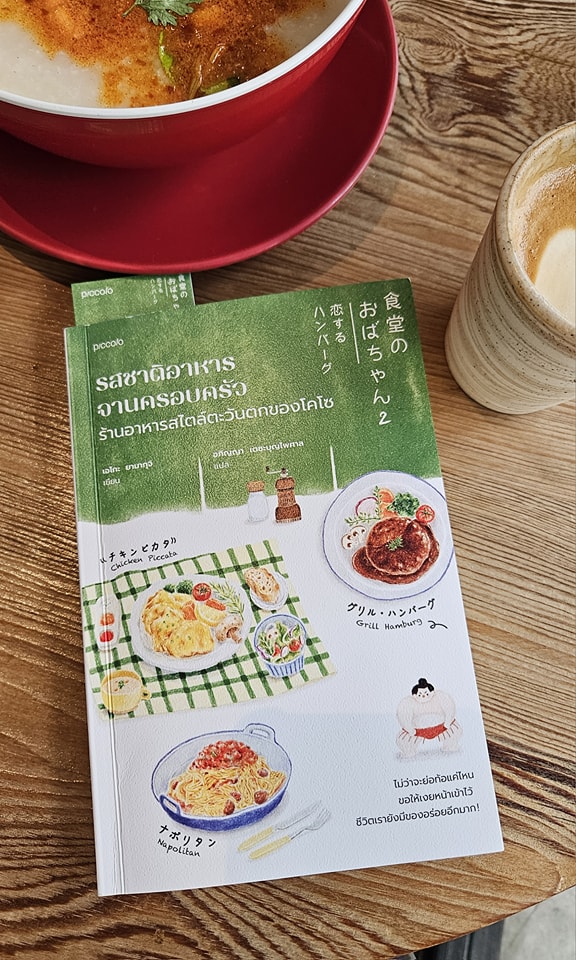 piccolo
食堂の
おばちゃん
恋する
ハンバーグ
piccolo
食堂の
おばちゃん2
恋する
ハンバーグ
รสชาติอาหาร
จานครอบครัว
ร้านอาหารสไตล์ตะวันตกของโคโซ
เอโกะ ยามากุจิ
เขียน
อภิญญา เตชะบุญไพศาล
แปล
チキンピカタ
Chicken Piccata
グリル・ハンバーグ
Grill Hamburg
ナポリタン
Napolitan
ไม่ว่าจะย่อท้อแค่ไหน
ขอให้เงยหน้าเข้าไว้
ชีวิตเรายังมีของอร่อยอีกมาก!